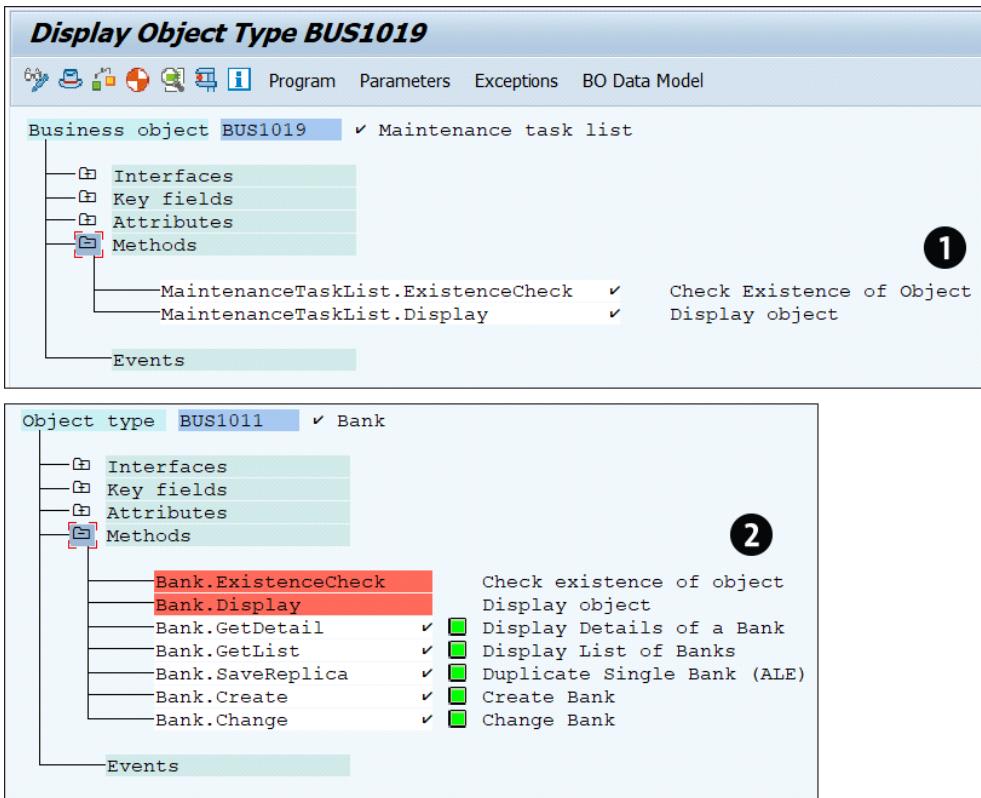 Display Object Type BUS1019
Program Parameters Exceptions BO Data Model
Business object BUS1019 ✔ Maintenance task list
Interfaces
Key fields
Attributes
Methods
1
MaintenanceTaskList.ExistenceCheck ✔ Check Existence of Object
MaintenanceTaskList.Display ✔ Display object
Events
Object type BUS1011 ✔ Bank
Interfaces
Key fields
Attributes
Methods
2
Bank.ExistenceCheck Check existence of object
Bank.Display Display object
Bank.GetDetail ✔ Display Details of a Bank
Bank.GetList ✔ Display List of Banks
Bank.SaveReplica ✔ Duplicate Single Bank (ALE)
Bank.Create ✔ Create Bank
Bank.Change ✔ Change Bank
Events